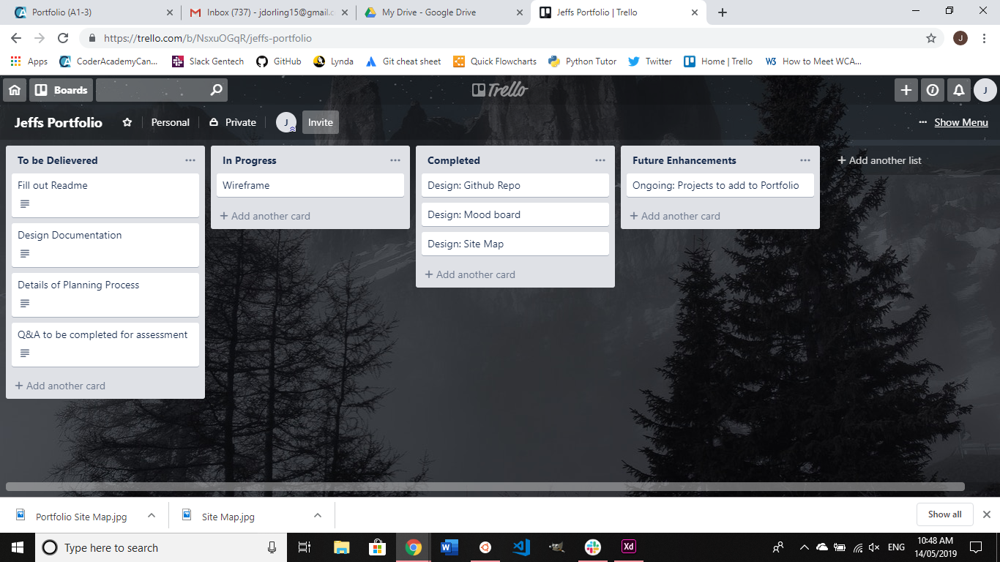 Portfolio (A1-3)
Inbox (737) - jdorling15@gmail.c
My Drive - Google Drive
Jeffs Portfolio | Trello
https://trello.com/b/NsxuOGqR/jeffs-portfolio
J
Apps
CoderAcademyCan...
Slack Gentech
GitHub
Lynda
Git cheat sheet
Quick Flowcharts
Python Tutor
Twitter
Home | Trello
W3
How to Meet WCA...
Boards
Trello
J
Jeffs Portfolio
Personal
Private
J
Invite
Show Menu
To be Delievered
Fill out Readme
Design Documentation
Details of Planning Process
Q&A to be completed for assessment
+ Add another card
In Progress
Wireframe
+ Add another card
Completed
Design: Github Repo
Design: Mood board
Design: Site Map
+ Add another card
Future Enhancements
Ongoing: Projects to add to Portfolio
+ Add another card
+ Add another list
Portfolio Site Map.jpg
Site Map.jpg
Show all
Type here to search
W
Xd
ENG
10:48 AM
14/05/2019